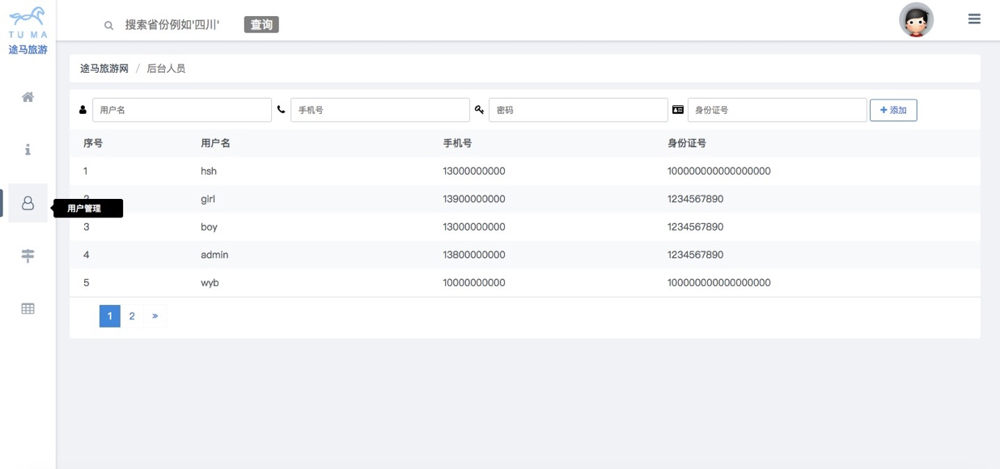 TUMA
途马旅游
搜索省份例如'四川'
查询
途马旅游网 / 后台人员
用户名
手机号
密码
身份证号
+ 添加
序号 用户名 手机号 身份证号
1 hsh 13000000000 100000000000000000
2 girl 13900000000 1234567890
用户管理
3 boy 13000000000 1234567890
4 admin 13800000000 1234567890
5 wyb 10000000000 100000000000000000
1 2 »